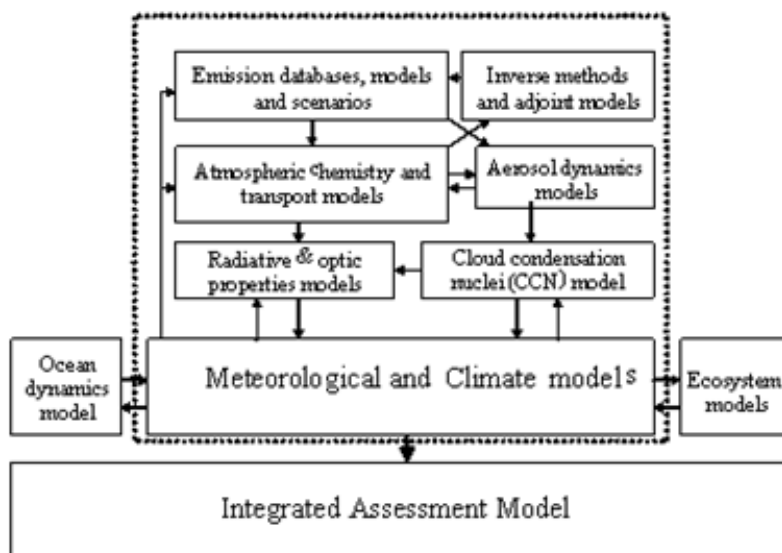 Emission databases, models
and scenarios
Inverse methods
and adjoint models
Atmospheric chemistry and
transport models
Aerosol dynamics
models
Radiative & optic
properties models
Cloud condensation
nuclei (CCN) model
Ocean
dynamics
model
Meteorological and Climate models
Ecosystem
models
Integrated Assessment Model